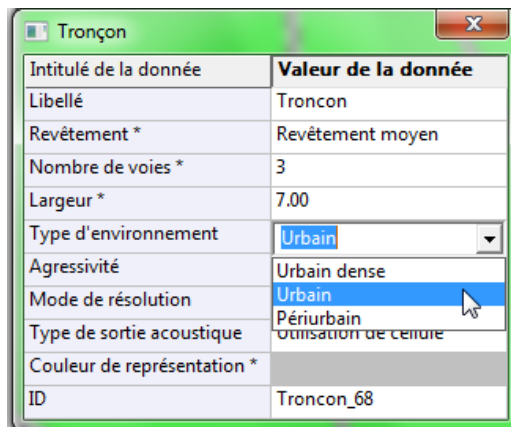 Tronçon
Intitulé de la donnée Valeur de la donnée
Libellé Troncon
Revêtement * Revêtement moyen
Nombre de voies * 3
Largeur * 7.00
Type d'environnement Urbain
Agressivité Urbain dense
Mode de résolution Urbain
Périurbain
Type de sortie acoustique Utilisation de cellule
Couleur de représentation *
ID Troncon_68